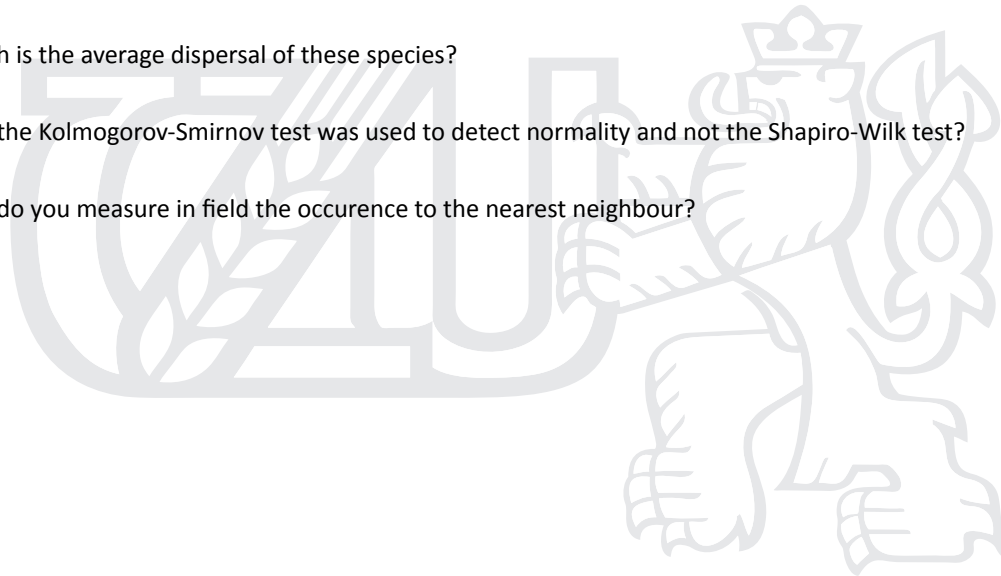 h is the average dispersal of these species?
the Kolmogorov-Smirnov test was used to detect normality and not the Shapiro-Wilk test?
do you measure in field the occurence to the nearest neighbour?